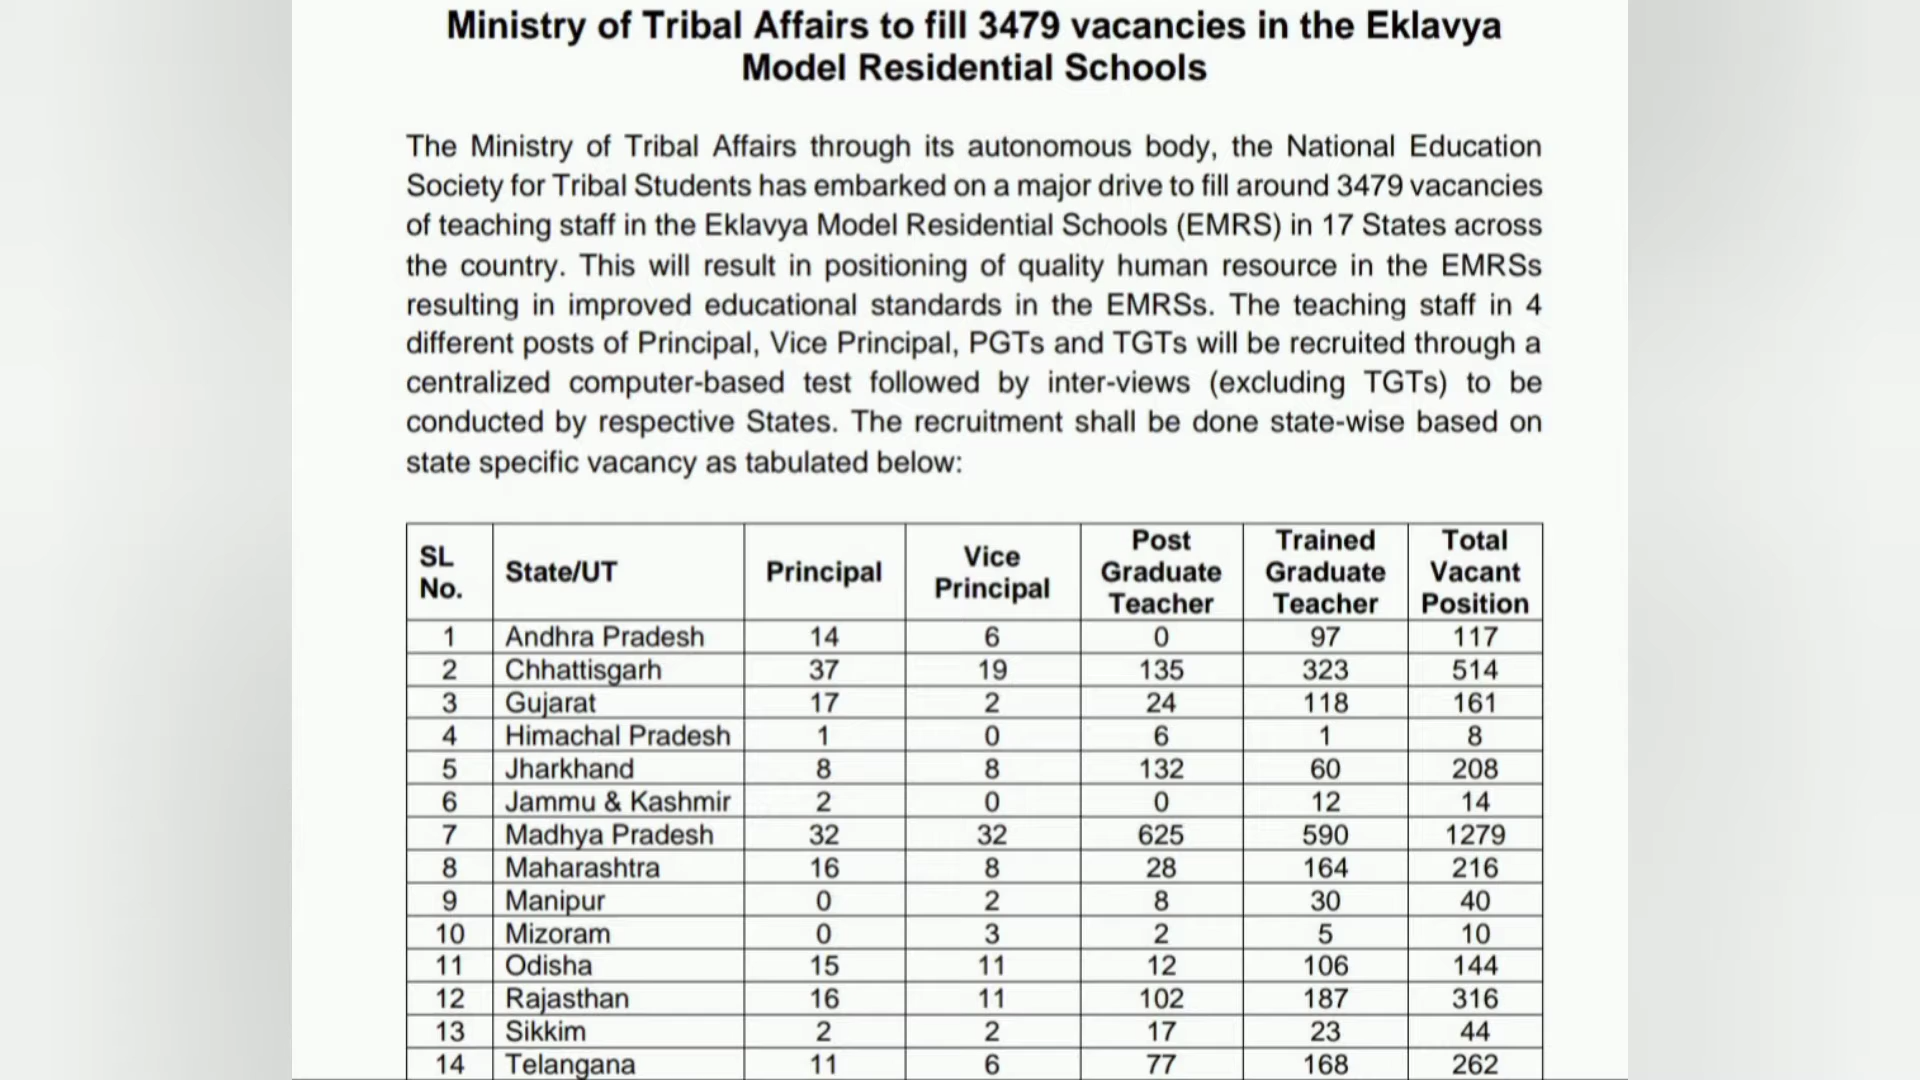 Ministry of Tribal Affairs to fill 3479 vacancies in the Eklavya
Model Residential Schools
The Ministry of Tribal Affairs through its autonomous body, the National Education
Society for Tribal Students has embarked on a major drive to fill around 3479 vacancies
of teaching staff in the Eklavya Model Residential Schools (EMRS) in 17 States across
the country. This will result in positioning of quality human resource in the EMRSs
resulting in improved educational standards in the EMRSs. The teaching staff in 4
different posts of Principal, Vice Principal, PGTs and TGTs will be recruited through a
centralized computer-based test followed by inter-views (excluding TGTs) to be
conducted by respective States. The recruitment shall be done state-wise based on
state specific vacancy as tabulated below:
SL No. State/UT Principal Vice Principal Post Graduate Teacher Trained Graduate Teacher Total Vacant Position
1 Andhra Pradesh 14 6 0 97 117
2 Chhattisgarh 37 19 135 323 514
3 Gujarat 17 2 24 118 161
4 Himachal Pradesh 1 0 6 1 8
5 Jharkhand 8 8 132 60 208
6 Jammu & Kashmir 2 0 0 12 14
7 Madhya Pradesh 32 32 625 590 1279
8 Maharashtra 16 8 28 164 216
9 Manipur 0 2 8 30 40
10 Mizoram 0 3 2 5 10
11 Odisha 15 11 12 106 144
12 Rajasthan 16 11 102 187 316
13 Sikkim 2 2 17 23 44
14 Telangana 11 6 77 168 262